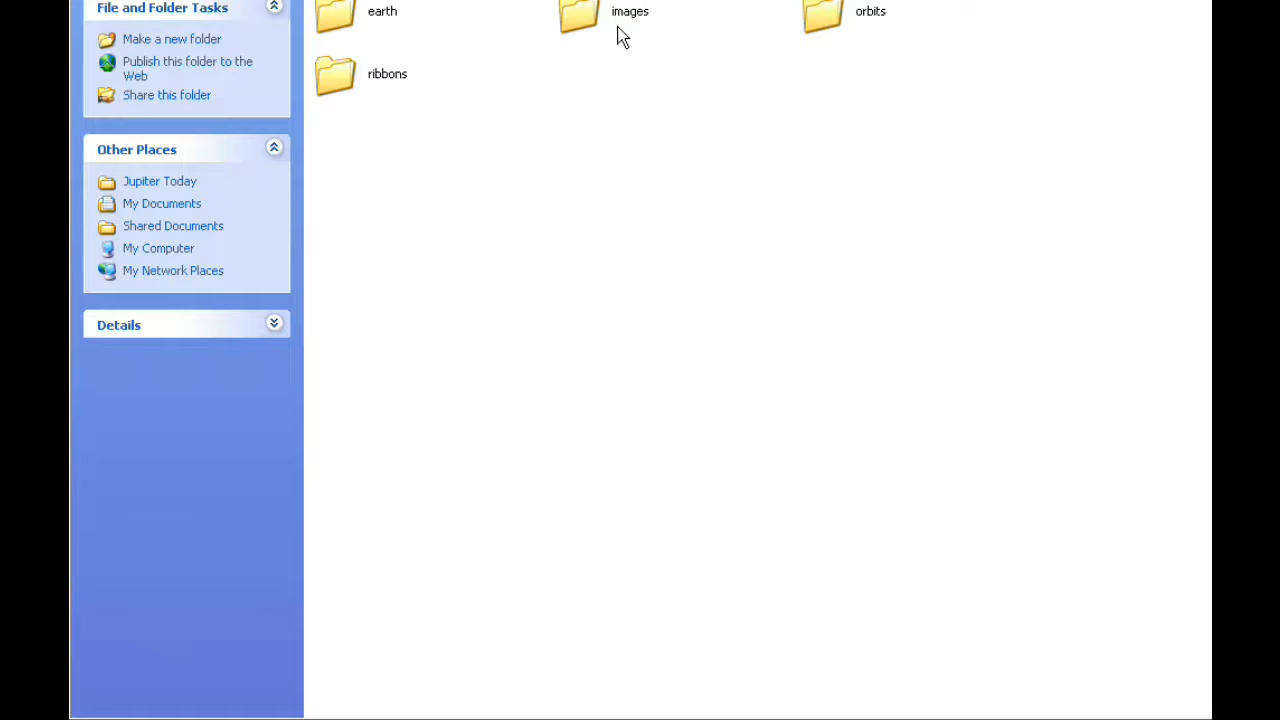 File and Folder Tasks
Make a new folder
Publish this folder to the
Web
Share this folder
Other Places
Jupiter Today
My Documents
Shared Documents
My Computer
My Network Places
Details
earth
images
orbits
ribbons